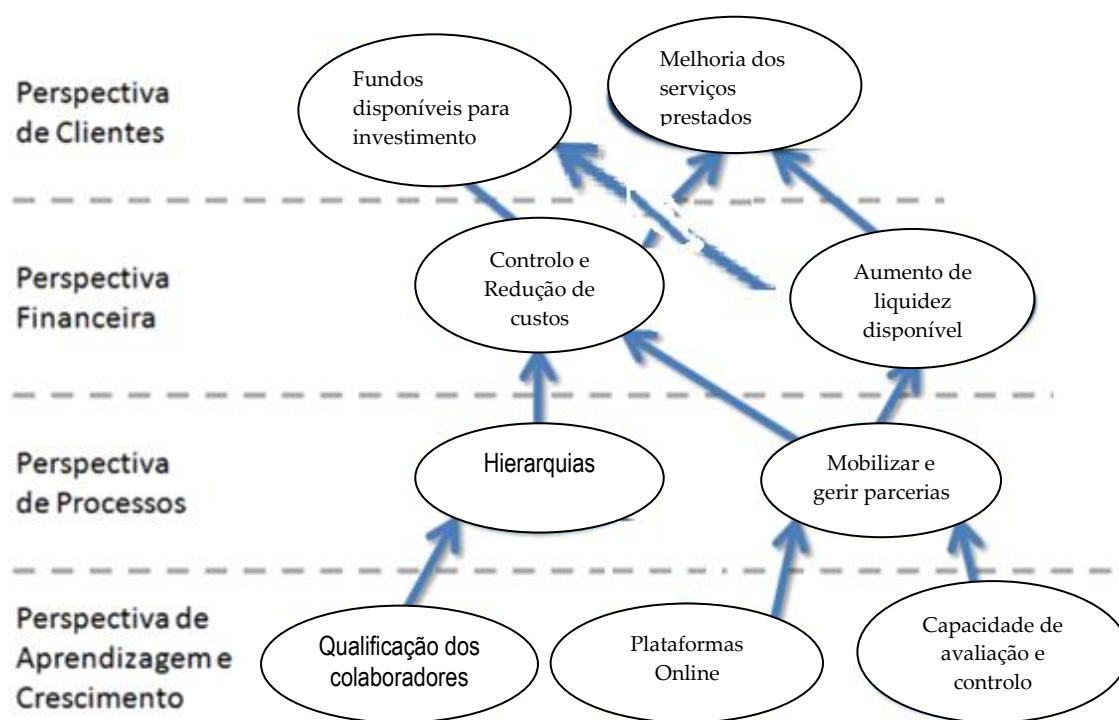 Perspectiva
de Clientes
Fundos
disponíveis para
investimento
Melhoria dos
serviços
prestados
Perspectiva
Financeira
Controlo e
Redução de
custos
Aumento de
liquidez
disponível
Perspectiva
de Processos
Hierarquias
Mobilizar e
gerir parcerias
Perspectiva de
Aprendizagem e
Crescimento
Qualificação dos
colaboradores
Plataformas
Online
Capacidade de
avaliação e
controlo